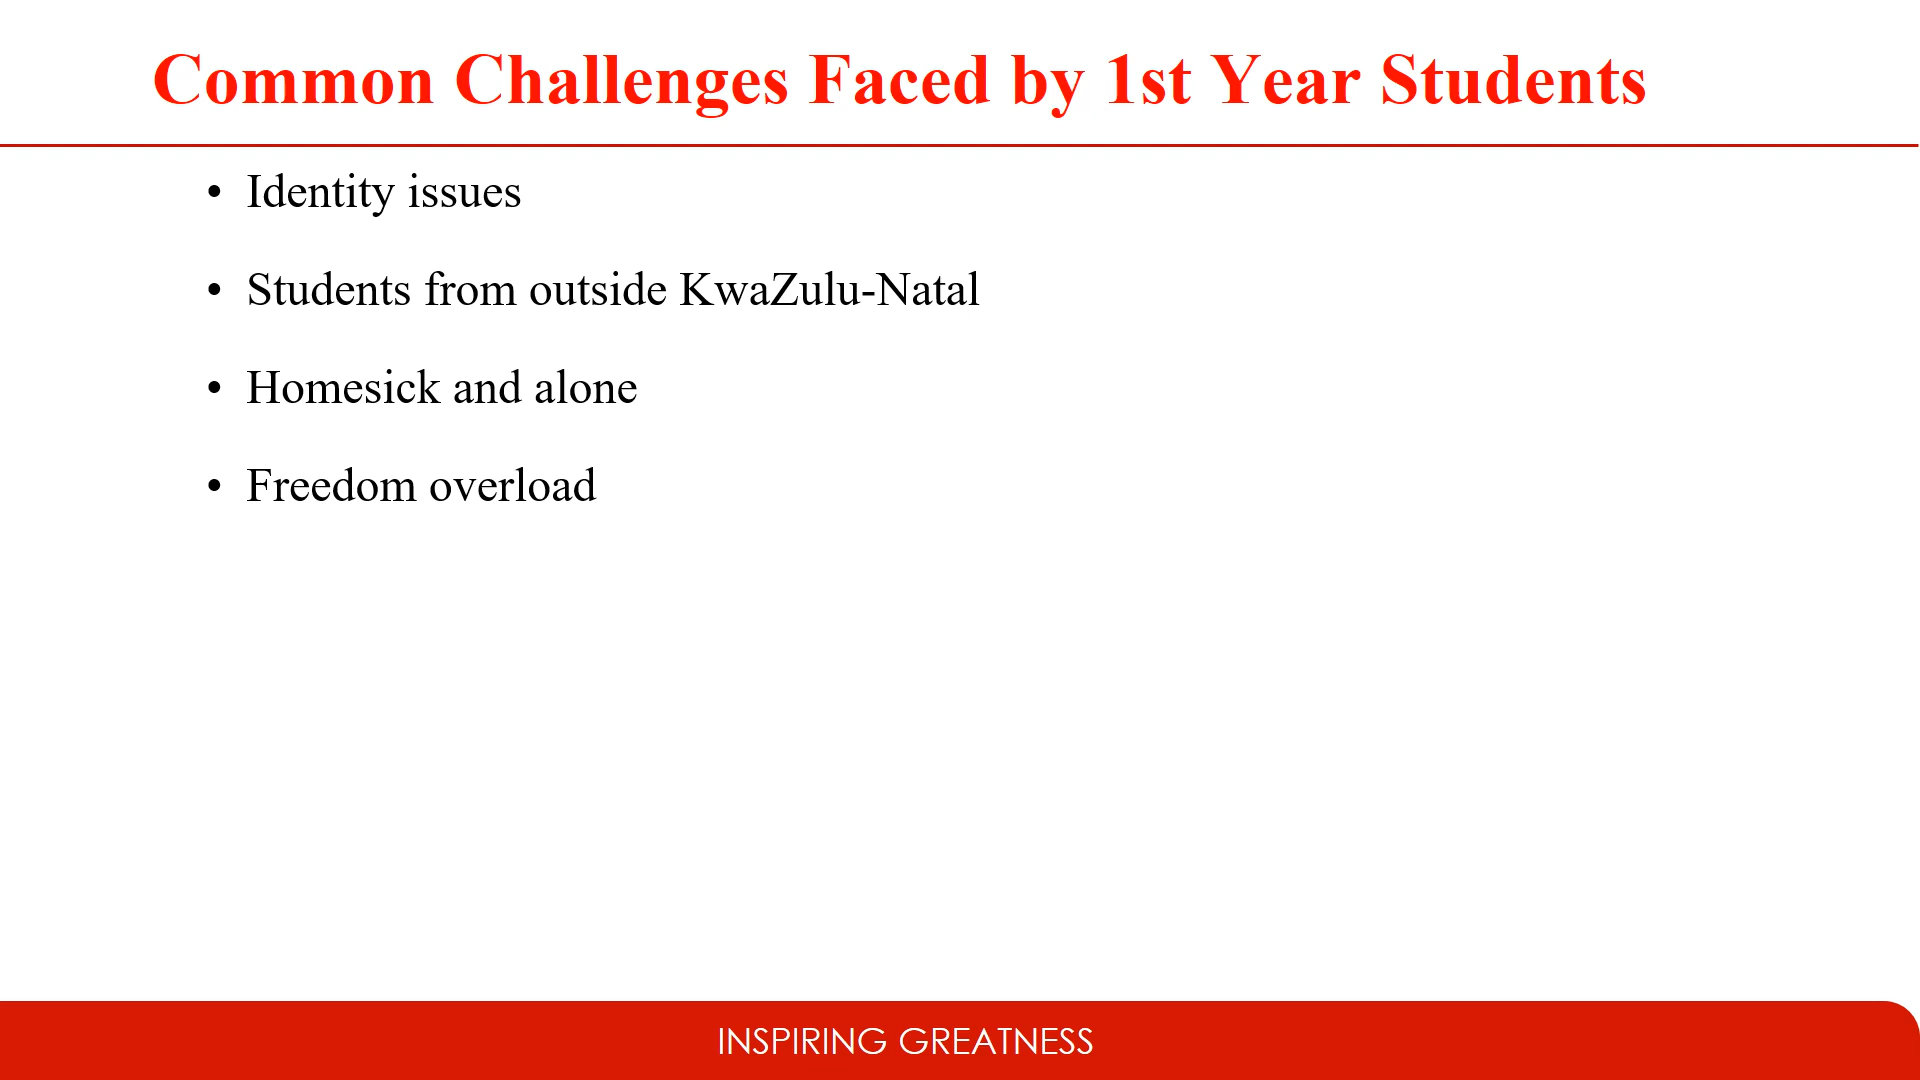 Common Challenges Faced by 1st Year Students
• Identity issues
• Students from outside KwaZulu-Natal
• Homesick and alone
• Freedom overload
INSPIRING GREATNESS